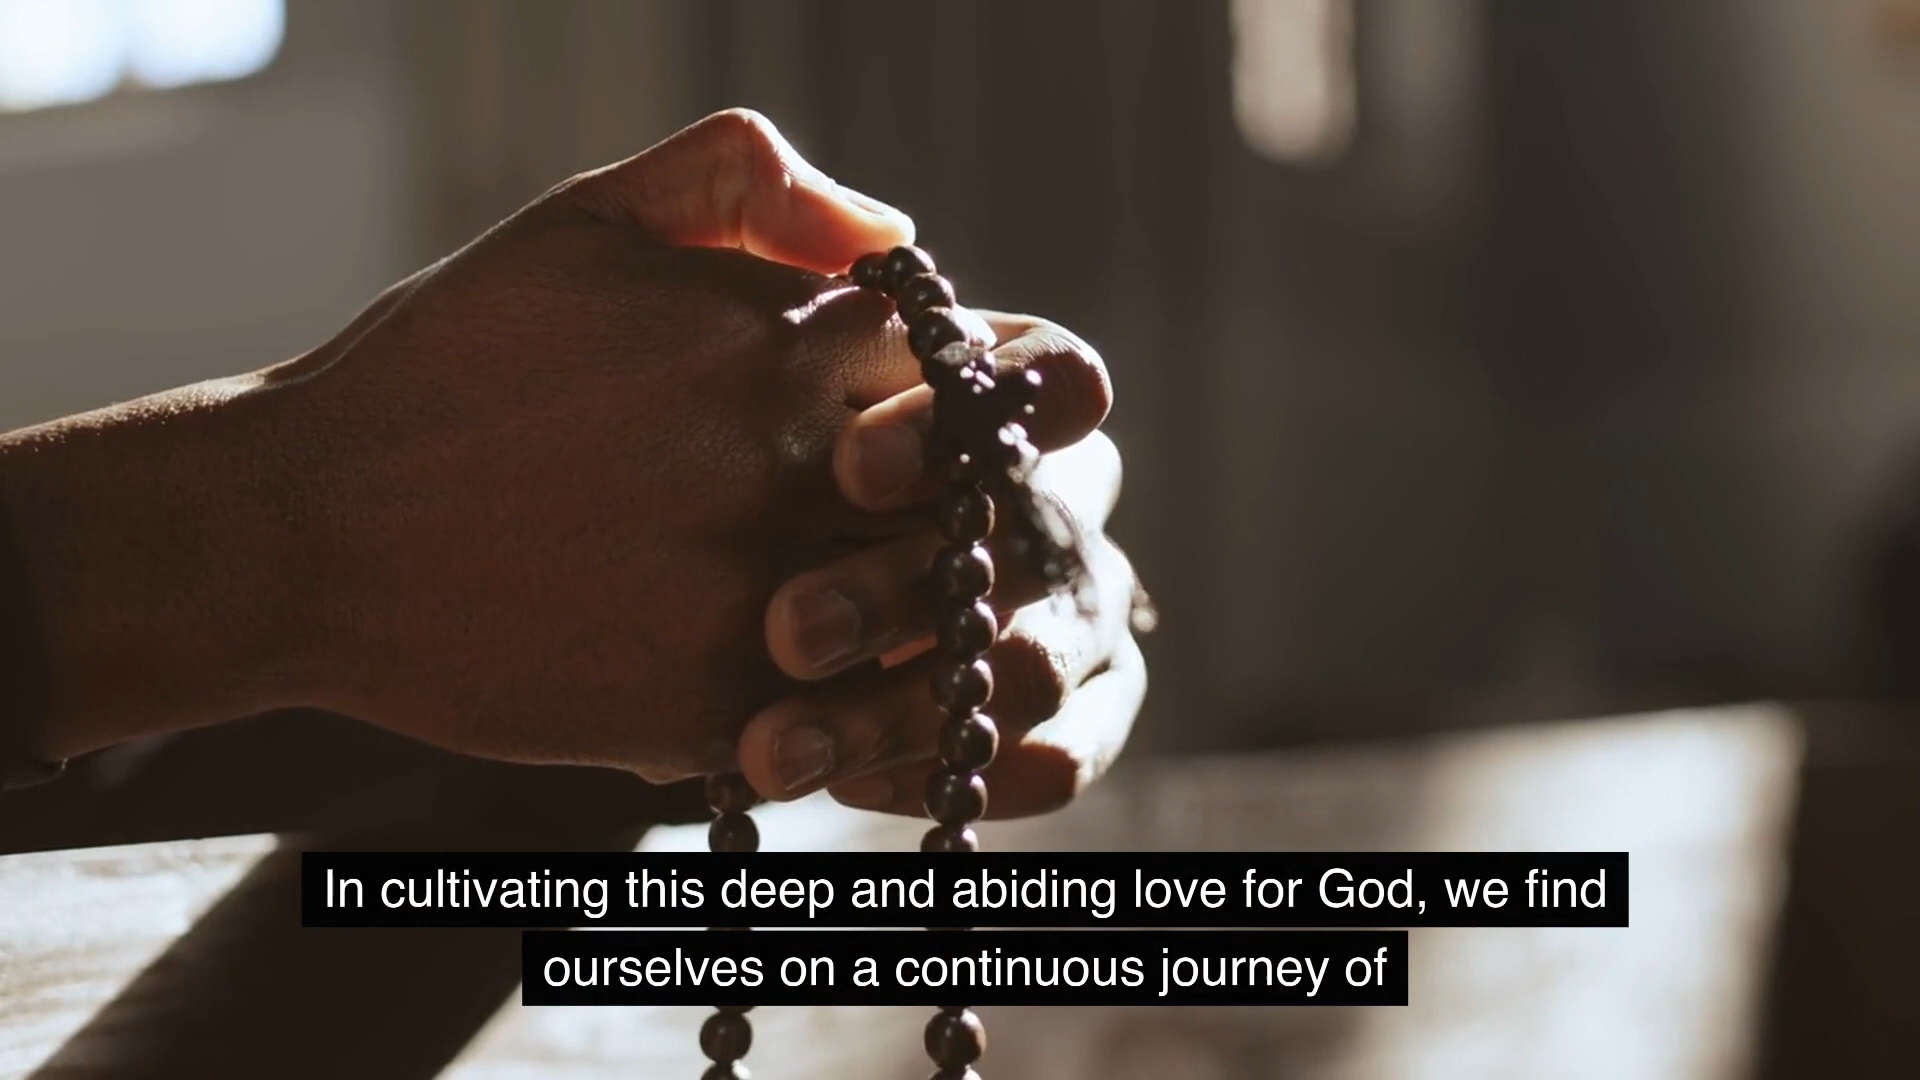 In cultivating this deep and abiding love for God, we find
ourselves on a continuous journey of